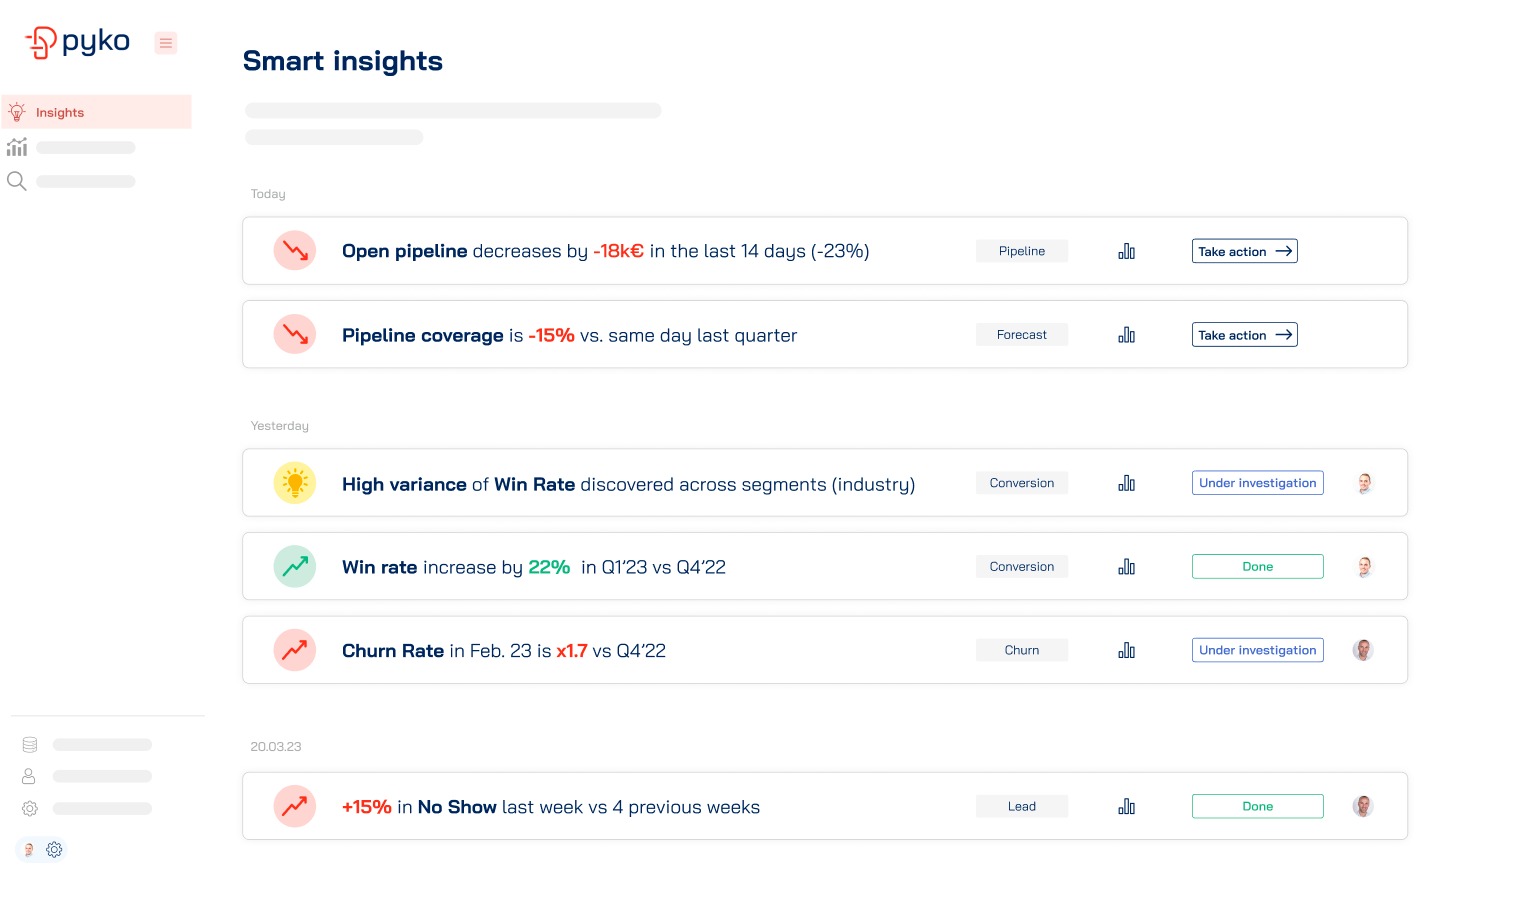 pyko
Smart insights
Insights
Today
Open pipeline decreases by -18k€ in the last 14 days (-23%) Pipeline Take action
Pipeline coverage is -15% vs. same day last quarter Forecast Take action
Yesterday
High variance of Win Rate discovered across segments (industry) Conversion Under investigation
Win rate increase by 22% in Q1'23 vs Q4'22 Conversion Done
Churn Rate in Feb. 23 is x1.7 vs Q4'22 Churn Under investigation
20.03.23
+15% in No Show last week vs 4 previous weeks Lead Done